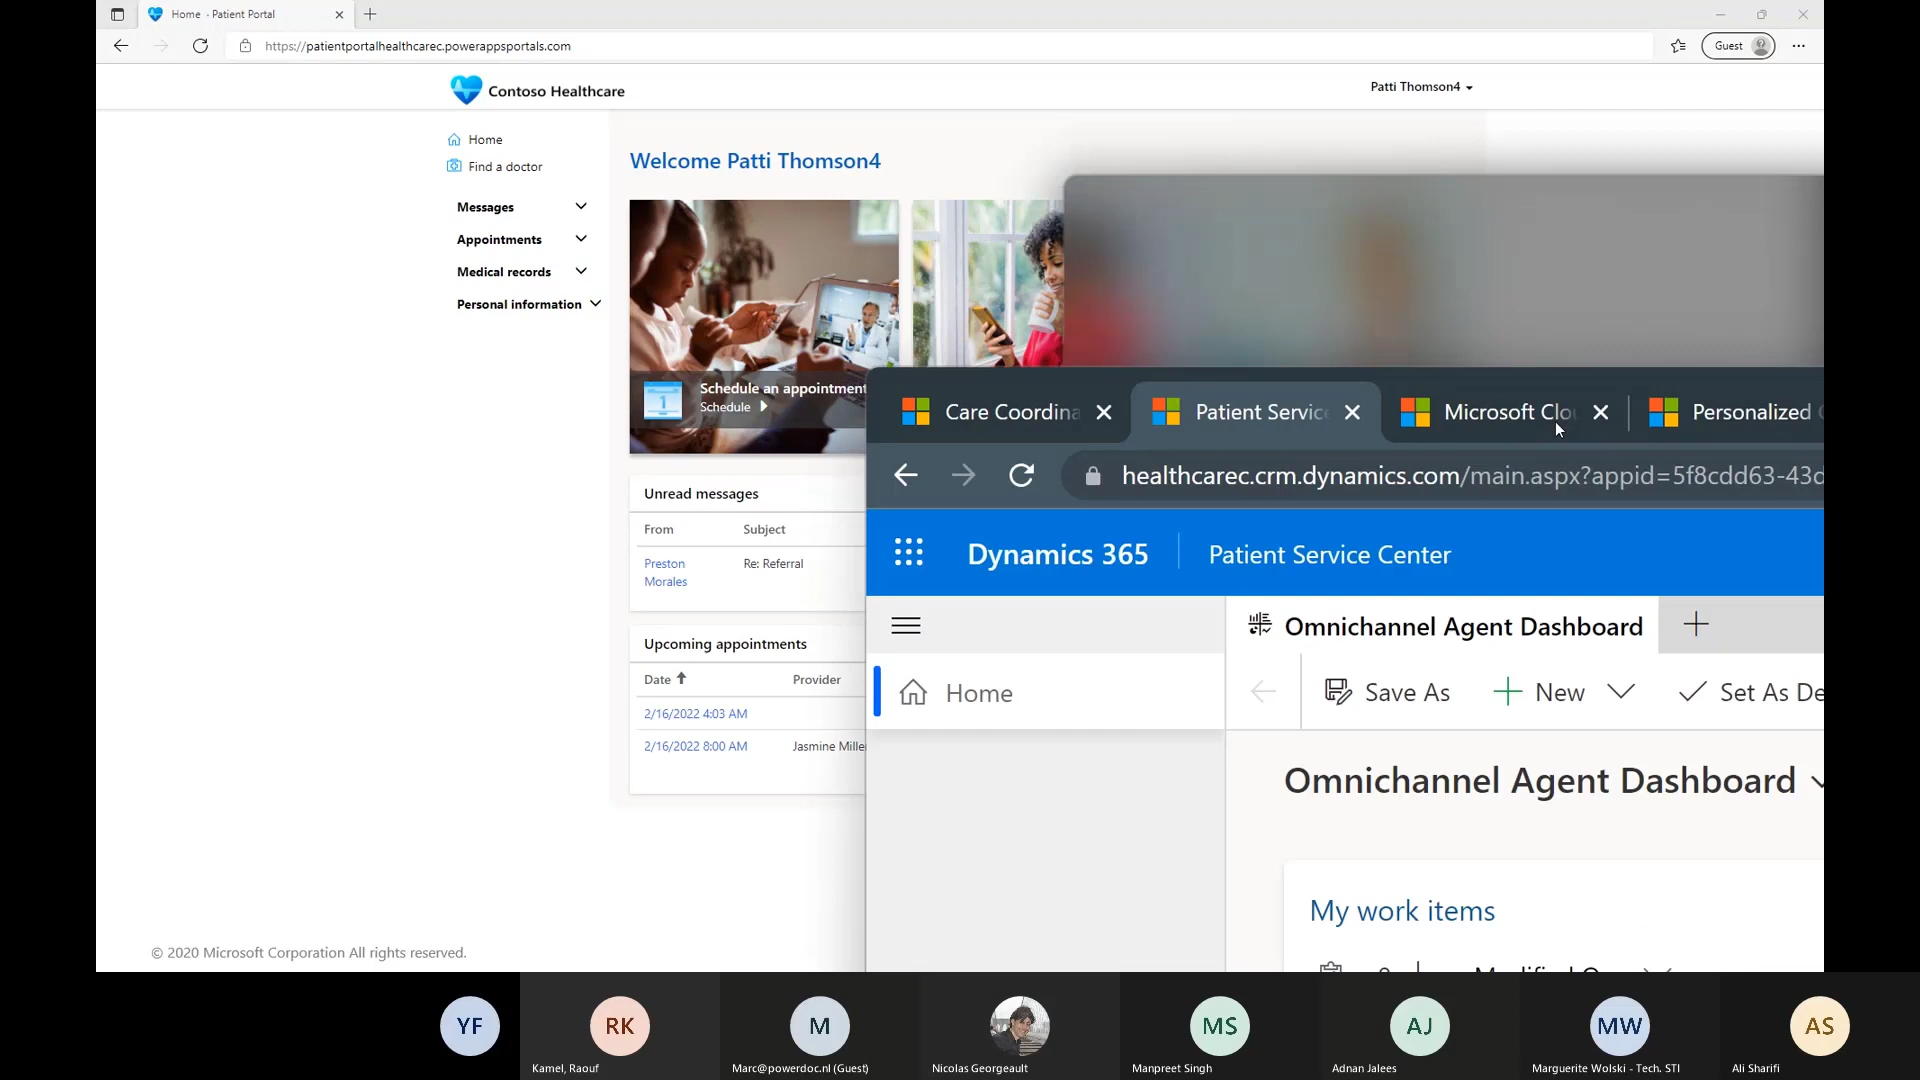 Home - Patient Portal
https://patientportalhealthcarec.powerappsportals.com
Guest
Contoso Healthcare
Patti Thomson4
Home
Find a doctor
Messages
Appointments
Medical records
Personal information
Welcome Patti Thomson4
1
Schedule an appointment
Schedule
Unread messages
From Subject
Preston Morales Re: Referral
Upcoming appointments
Date Provider
2/16/2022 4:03 AM
2/16/2022 8:00 AM Jasmine Mille
© 2020 Microsoft Corporation All rights reserved.
Care Coordina
Patient Servic
Microsoft Clo
Personalized
healthcarec.crm.dynamics.com/main.aspx?appid=5f8cdd63-43d
Dynamics 365
Patient Service Center
Omnichannel Agent Dashboard
Home
Save As
New
Set As De
Omnichannel Agent Dashboard
My work items
YF
RK
M
MS
AJ
MW
AS
Kamel, Raouf
Marc@powerdoc.nl (Guest)
Nicolas Georgeault
Manpreet Singh
Adnan Jalees
Marguerite Wolski - Tech. STI
Ali Sharifi